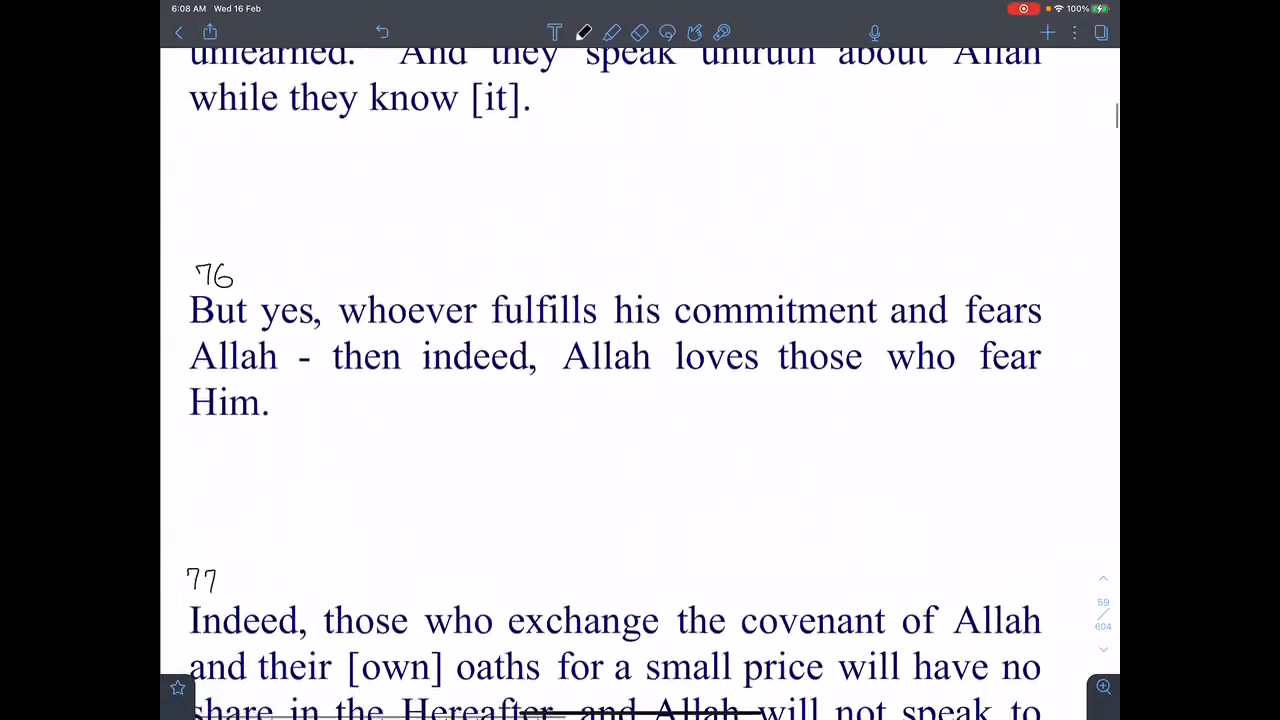 6:08 AM Wed 16 Feb
100%
unlearned. And they speak untruth about Allah
while they know [it].
76
But yes, whoever fulfills his commitment and fears
Allah - then indeed, Allah loves those who fear
Him.
77
Indeed, those who exchange the covenant of Allah
and their [own] oaths for a small price will have no
share in the Hereafter, and Allah will not speak to
59
604